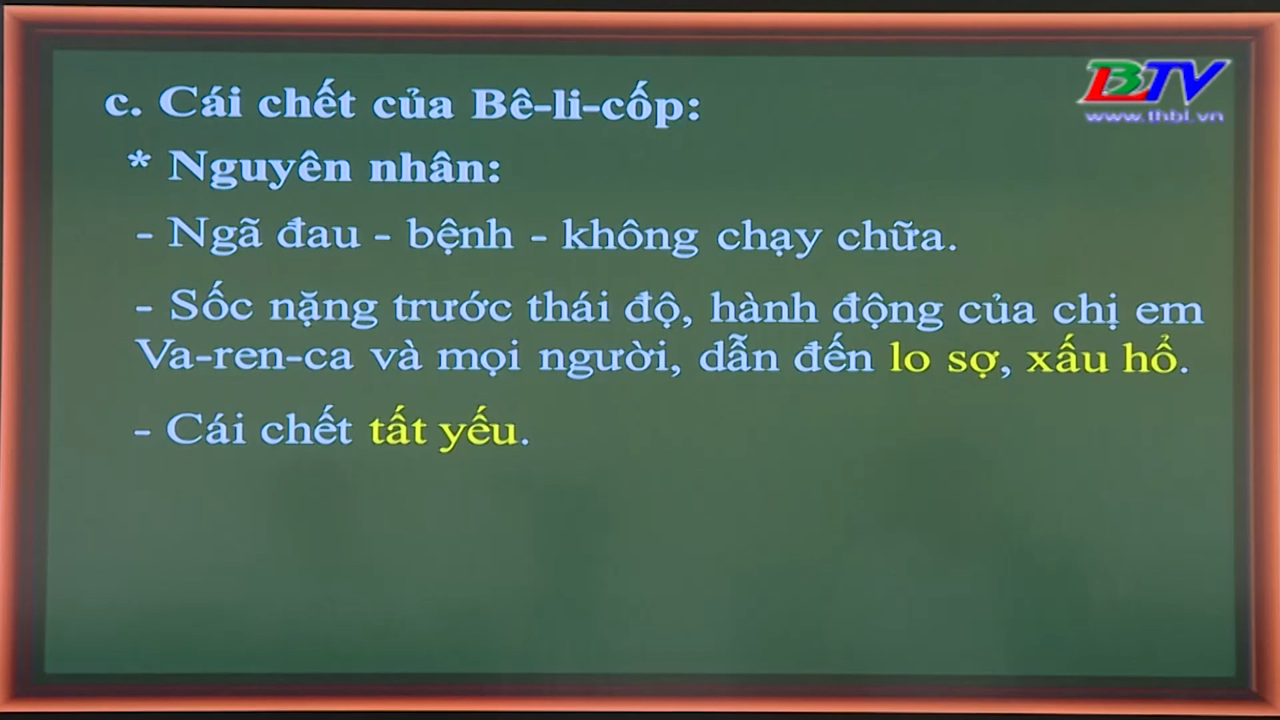 BTV
www.thbl.vn
c. Cái chết của Bê-li-cốp:
* Nguyên nhân:
- Ngã đau - bệnh - không chạy chữa.
- Sốc nặng trước thái độ, hành động của chị em
Va-ren-ca và mọi người, dẫn đến lo sợ, xấu hổ.
- Cái chết tất yếu.